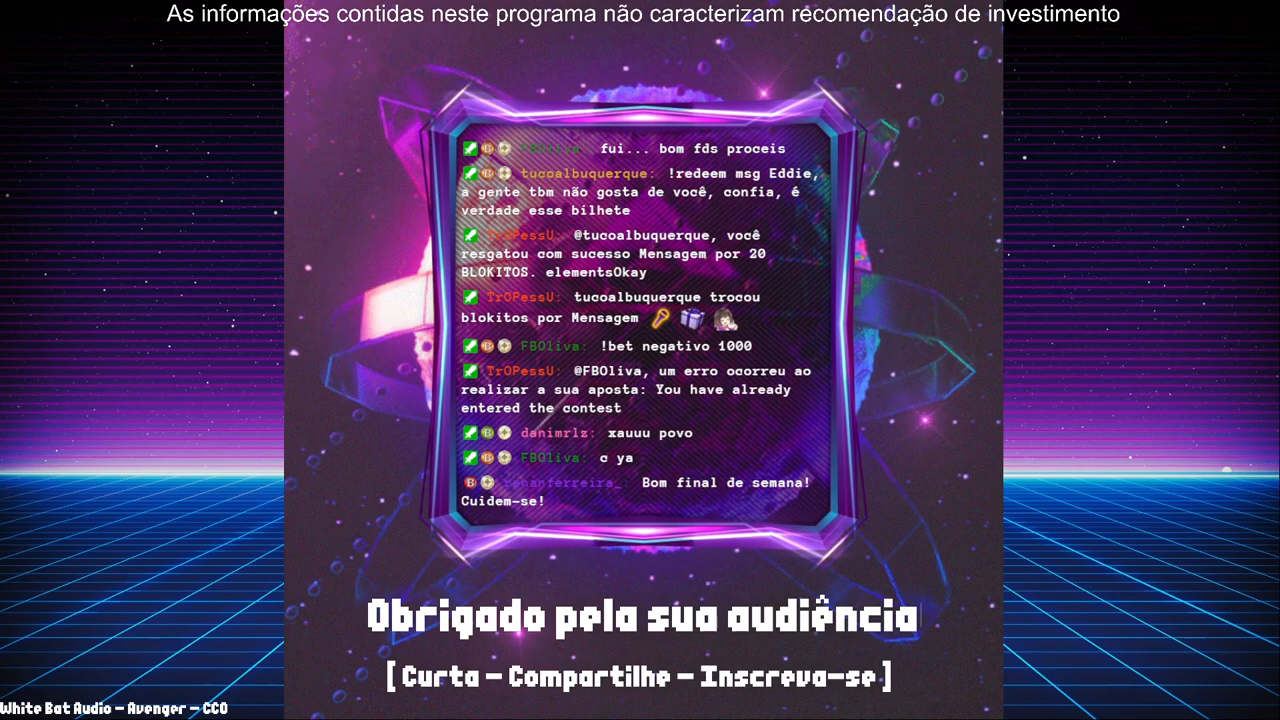 As informações contidas neste programa não caracterizam recomendação de investimento
FBOliva: fui... bom fds proceis
tucoalbuquerque: !redeem msg Eddie,
a gente tbm não gosta de você, confia, é
verdade esse bilhete
TrOPessU: @tucoalbuquerque, você
resgatou com sucesso Mensagem por 20
BLOKITOS. elementsOkay
TrOPessU: tucoalbuquerque trocou
blokitos por Mensagem
FBOliva: !bet negativo 1000
TrOPessU: @FBOliva, um erro ocorreu ao
realizar a sua aposta: You have already
entered the contest
danimrlz: xauuu povo
FBOliva: c ya
renanferreira_: Bom final de semana!
Cuidem-se!
Obrigado pela sua audiência
[ Curta - Compartilhe - Inscreva-se ]
White Bat Audio - Avenger - CC0